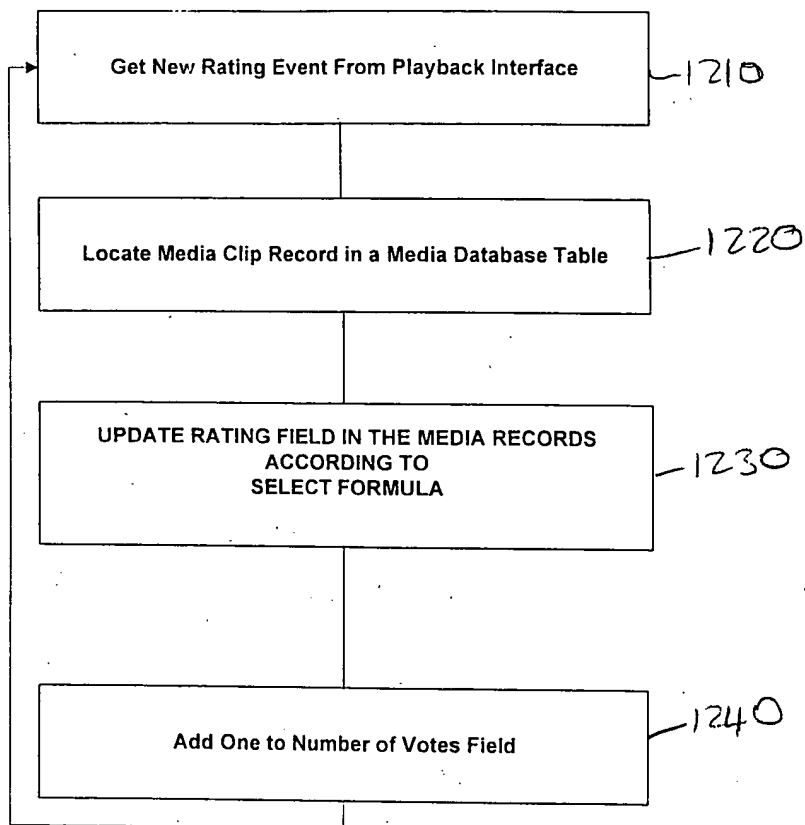 Get New Rating Event From Playback Interface
1210
Locate Media Clip Record in a Media Database Table
1220
UPDATE RATING FIELD IN THE MEDIA RECORDS
ACCORDING TO
SELECT FORMULA
1230
Add One to Number of Votes Field
1240